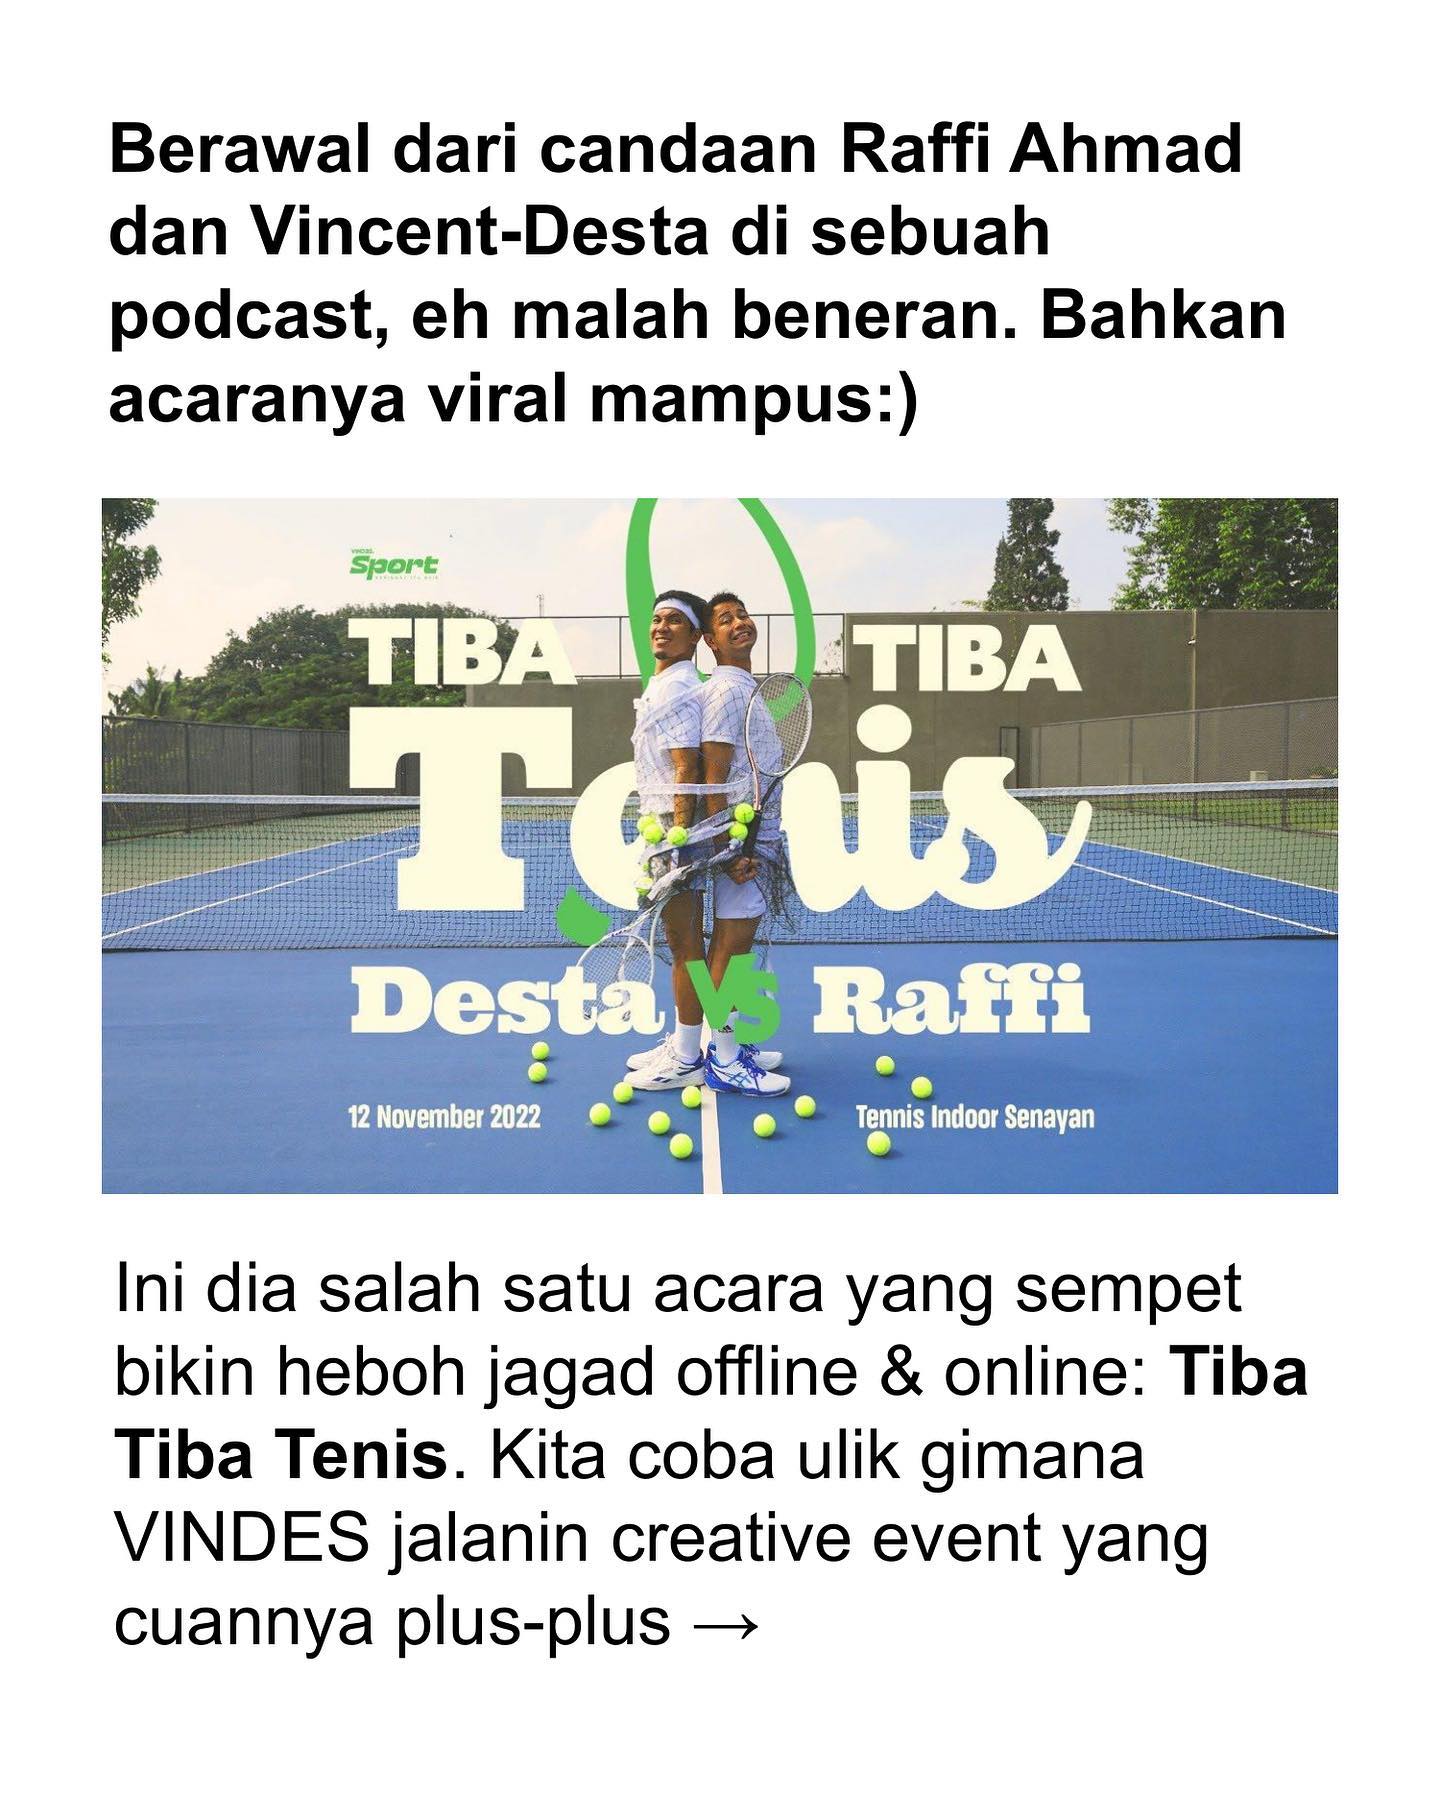 Berawal dari candaan Raffi Ahmad
dan Vincent-Desta di sebuah
podcast, eh malah beneran. Bahkan
acaranya viral mampus:)
VINDES.
Sport
TIBA TIBA
Tenis
Desta VS Raffi
12 November 2022 Tennis Indoor Senayan
Ini dia salah satu acara yang sempet
bikin heboh jagad offline & online: Tiba
Tiba Tenis. Kita coba ulik gimana
VINDES jalanin creative event yang
cuannya plus-plus →